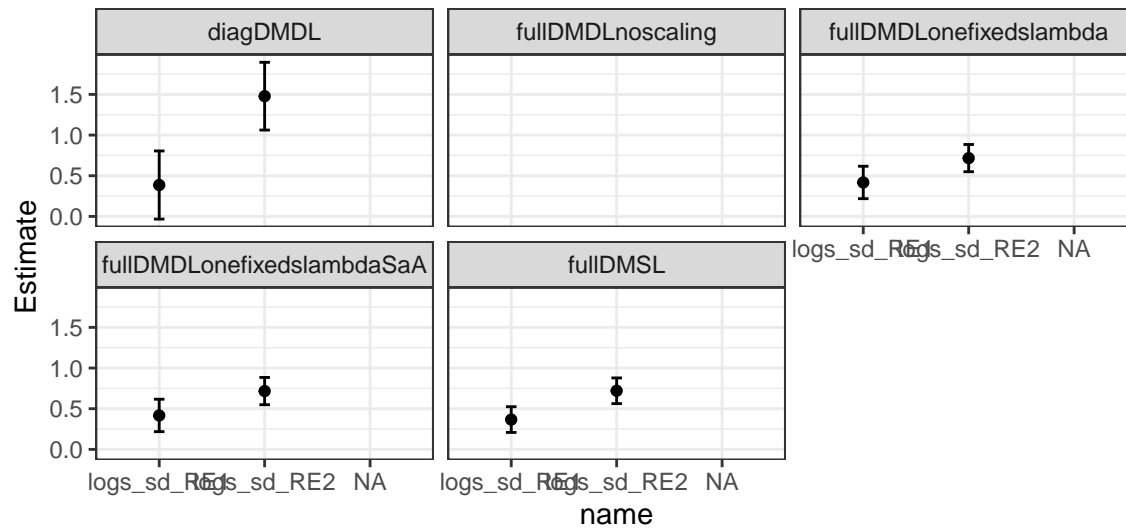 diagDMDL
fullDMDLnoscaling
fullDMDLonefixedslambda
1.5
1.0
0.5
0.0
logs_sd_RE1
logs_sd_RE2
NA
fullDMDLonefixedslambdaSaA
fullDMSL
1.5
1.0
0.5
0.0
logs_sd_RE1
logs_sd_RE2
NA
logs_sd_RE1
logs_sd_RE2
NA
Estimate
name